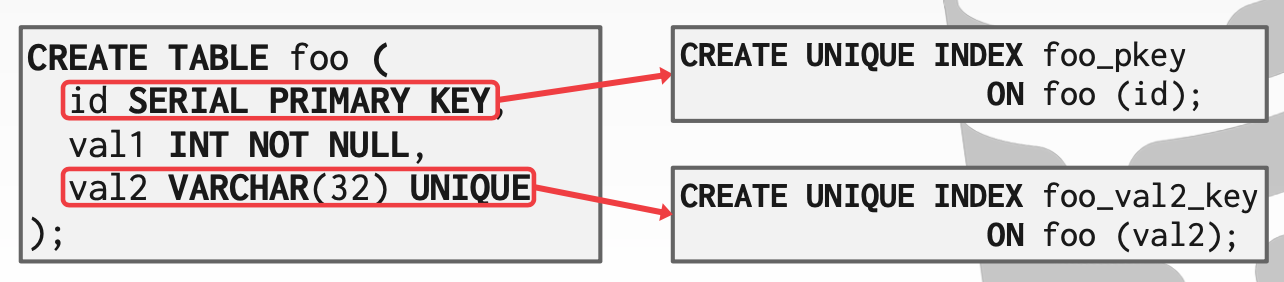 CREATE TABLE foo (
id SERIAL PRIMARY KEY,
val1 INT NOT NULL,
val2 VARCHAR(32) UNIQUE
);
CREATE UNIQUE INDEX foo_pkey
ON foo (id);
CREATE UNIQUE INDEX foo_val2_key
ON foo (val2);